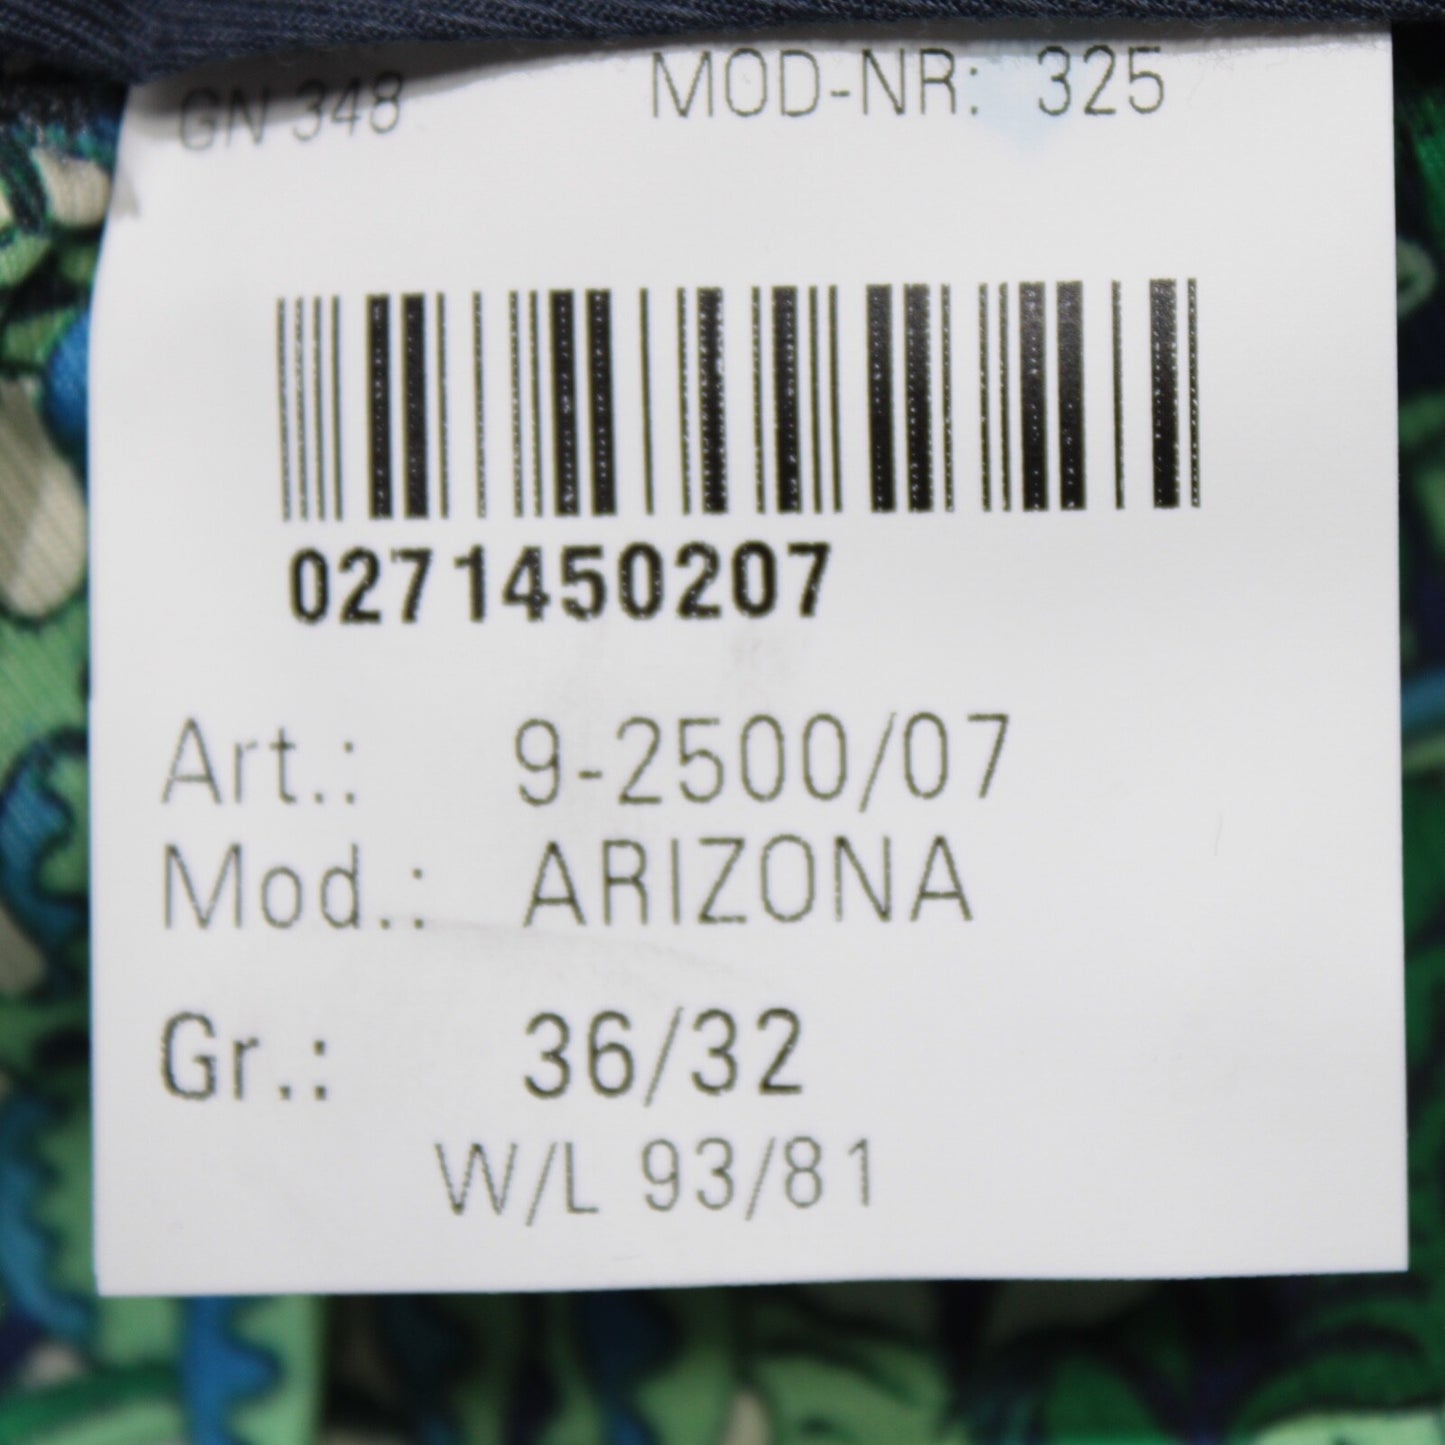 GN 348 MOD-NR: 325
0271450207
Art.: 9-2500/07
Mod.: ARIZONA
Gr.: 36/32
W/L 93/81